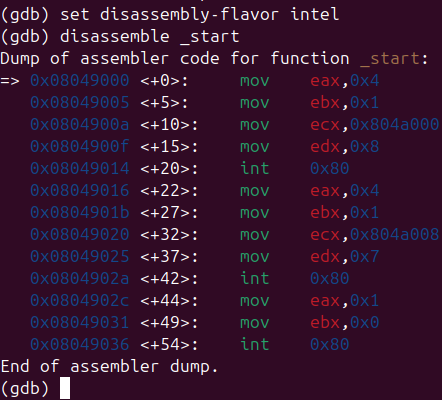 (gdb) set disassembly-flavor intel
(gdb) disassemble _start
Dump of assembler code for function _start:
=> 0x08049000 <+0>:     mov    eax,0x4
   0x08049005 <+5>:     mov    ebx,0x1
   0x0804900a <+10>:    mov    ecx,0x804a000
   0x0804900f <+15>:    mov    edx,0x8
   0x08049014 <+20>:    int    0x80
   0x08049016 <+22>:    mov    eax,0x4
   0x0804901b <+27>:    mov    ebx,0x1
   0x08049020 <+32>:    mov    ecx,0x804a008
   0x08049025 <+37>:    mov    edx,0x7
   0x0804902a <+42>:    int    0x80
   0x0804902c <+44>:    mov    eax,0x1
   0x08049031 <+49>:    mov    ebx,0x0
   0x08049036 <+54>:    int    0x80
End of assembler dump.
(gdb)